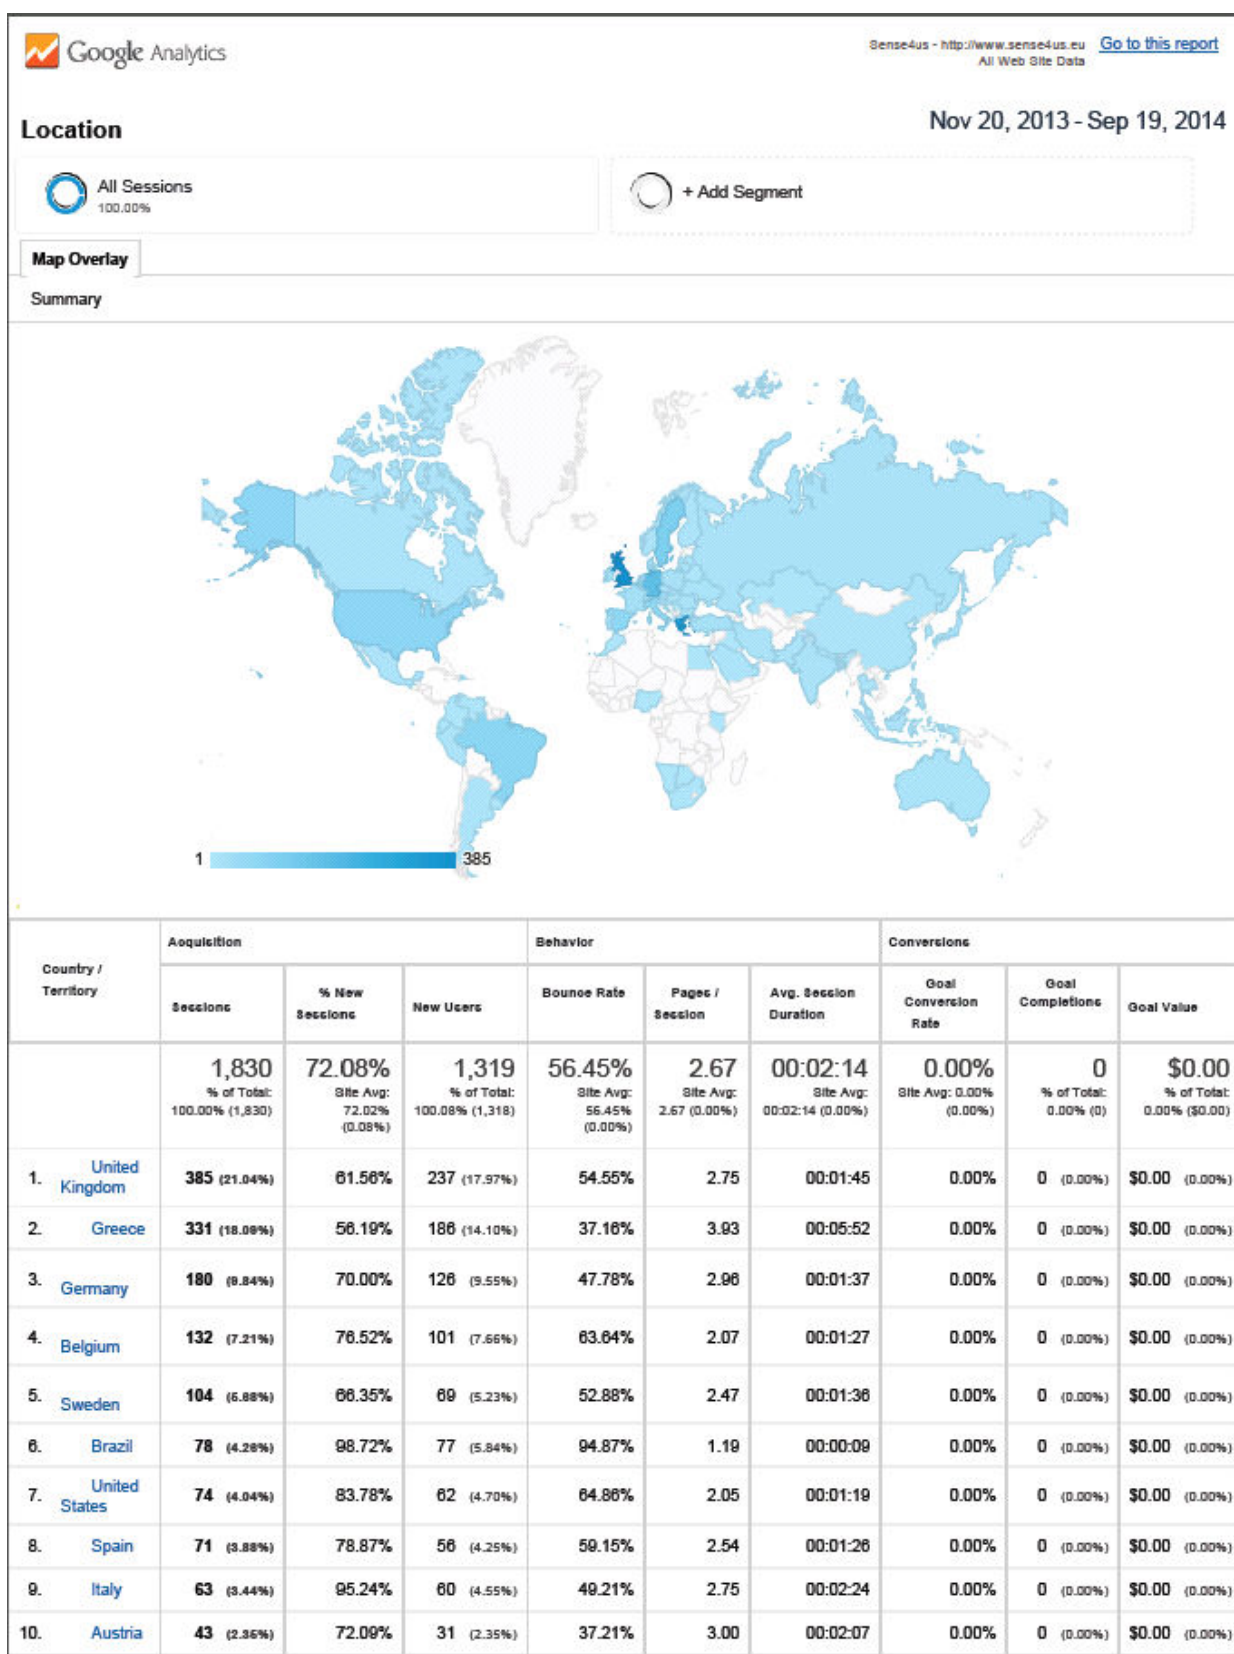 Google Analytics
Sense4us - http://www.sense4us.eu
All Web Site Data
Go to this report
Location
Nov 20, 2013 - Sep 19, 2014
All Sessions
100.00%
+ Add Segment
Map Overlay
Summary
1
385
Country / Territory
Acquisition
Behavior
Conversions
Sessions
% New Sessions
New Users
Bounce Rate
Pages / Session
Avg. Session Duration
Goal Conversion Rate
Goal Completions
Goal Value
1,830 % of Total: 100.00% (1,830)
72.08% Site Avg: 72.02% (0.08%)
1,319 % of Total: 100.08% (1,318)
56.45% Site Avg: 56.45% (0.00%)
2.67 Site Avg: 2.67 (0.00%)
00:02:14 Site Avg: 00:02:14 (0.00%)
0.00% Site Avg: 0.00% (0.00%)
0 % of Total: 0.00% (0)
$0.00 % of Total: 0.00% ($0.00)
1. United Kingdom 385 (21.04%) 61.56% 237 (17.97%) 54.55% 2.75 00:01:45 0.00% 0 (0.00%) $0.00 (0.00%)
2. Greece 331 (18.09%) 56.19% 186 (14.10%) 37.16% 3.93 00:05:52 0.00% 0 (0.00%) $0.00 (0.00%)
3. Germany 180 (9.84%) 70.00% 126 (9.55%) 47.78% 2.96 00:01:37 0.00% 0 (0.00%) $0.00 (0.00%)
4. Belgium 132 (7.21%) 76.52% 101 (7.66%) 63.64% 2.07 00:01:27 0.00% 0 (0.00%) $0.00 (0.00%)
5. Sweden 104 (5.68%) 66.35% 69 (5.23%) 52.88% 2.47 00:01:36 0.00% 0 (0.00%) $0.00 (0.00%)
6. Brazil 78 (4.26%) 98.72% 77 (5.84%) 94.87% 1.19 00:00:09 0.00% 0 (0.00%) $0.00 (0.00%)
7. United States 74 (4.04%) 83.78% 62 (4.70%) 64.86% 2.05 00:01:19 0.00% 0 (0.00%) $0.00 (0.00%)
8. Spain 71 (3.88%) 78.87% 56 (4.25%) 59.15% 2.54 00:01:26 0.00% 0 (0.00%) $0.00 (0.00%)
9. Italy 63 (3.44%) 95.24% 60 (4.55%) 49.21% 2.75 00:02:24 0.00% 0 (0.00%) $0.00 (0.00%)
10. Austria 43 (2.35%) 72.09% 31 (2.35%) 37.21% 3.00 00:02:07 0.00% 0 (0.00%) $0.00 (0.00%)